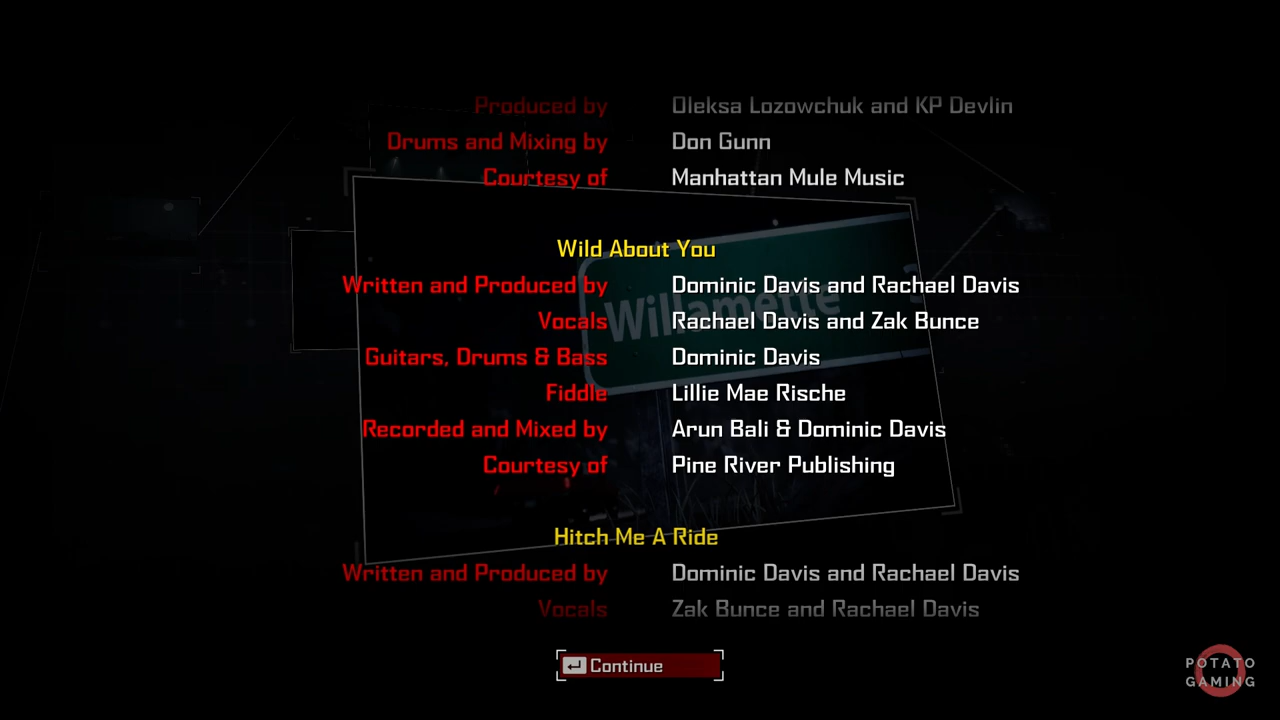 Produced by Oleksa Lozowchuk and KP Devlin
Drums and Mixing by Don Gunn
Courtesy of Manhattan Mule Music
Wild About You
Written and Produced by Dominic Davis and Rachael Davis
Vocals Rachael Davis and Zak Bunce
Willamette
Guitars, Drums & Bass Dominic Davis
Fiddle Lillie Mae Rische
Recorded and Mixed by Arun Bali & Dominic Davis
Courtesy of Pine River Publishing
Hitch Me A Ride
Written and Produced by Dominic Davis and Rachael Davis
Vocals Zak Bunce and Rachael Davis
Continue
POTATO
GAMING